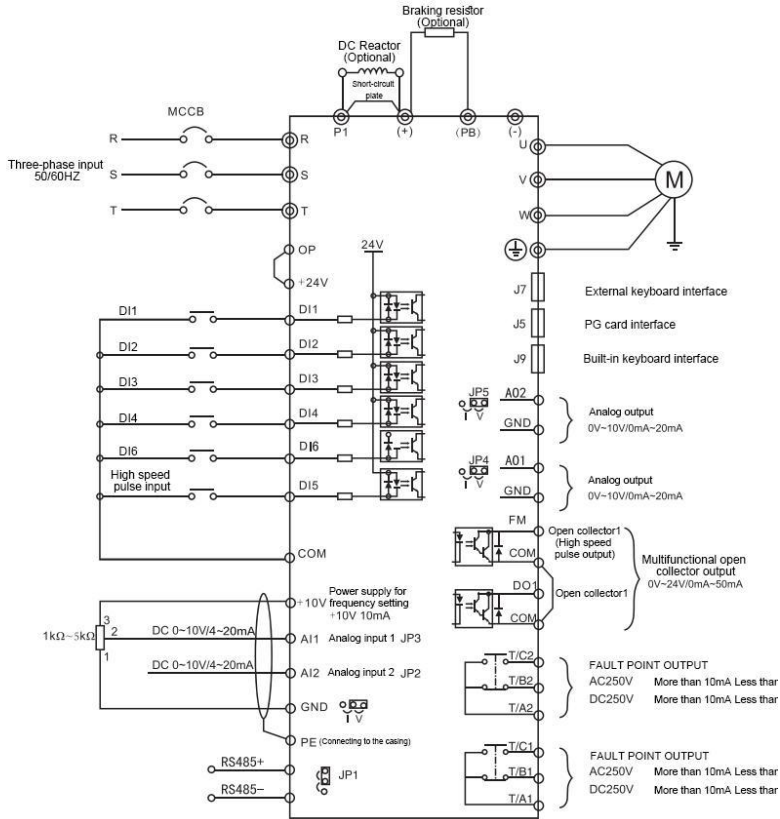 Braking resistor
(Optional)
DC Reactor
(Optional)
Short-circuit
plate
MCCB
P1
(+)
(PB)
(-)
R
R
U
Three-phase input
50/60HZ
S
S
V
M
T
T
W
OP
24V
+24V
J7
External keyboard interface
DI1
DI1
J5
PG card interface
DI2
DI2
J9
Built-in keyboard interface
DI3
DI3
JP5
A02
I
V
GND
Analog output
0V~10V/0mA~20mA
DI4
DI4
DI6
DI6
JP4
A01
I
V
GND
Analog output
0V~10V/0mA~20mA
High speed
pulse input
DI5
FM
Open collector1
(High speed
pulse output)
COM
COM
Multifunctional open
collector output
0V~24V/0mA~50mA
DO1
Open collector1
COM
+10V
Power supply for
frequency setting
+10V 10mA
1kΩ~5kΩ
3
2
1
DC 0~10V/4~20mA
AI1
Analog input 1 JP3
DC 0~10V/4~20mA
AI2
Analog input 2 JP2
GND
I
V
PE (Connecting to the casing)
T/C2
T/B2
T/A2
FAULT POINT OUTPUT
AC250V More than 10mA Less than
DC250V More than 10mA Less than
RS485+
JP1
RS485-
T/C1
T/B1
T/A1
FAULT POINT OUTPUT
AC250V More than 10mA Less than
DC250V More than 10mA Less than